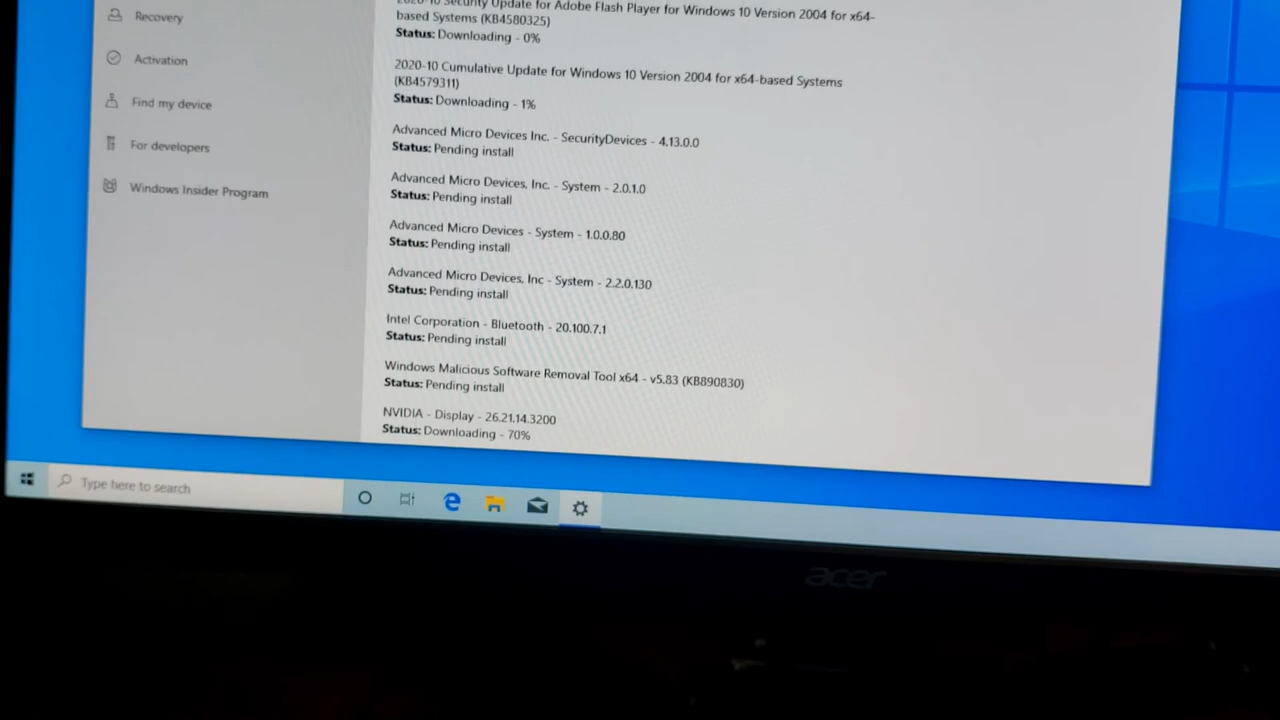 2020-10 Security Update for Adobe Flash Player for Windows 10 Version 2004 for x64-
based Systems (KB4580325)
Status: Downloading - 0%
2020-10 Cumulative Update for Windows 10 Version 2004 for x64-based Systems
(KB4579311)
Status: Downloading - 1%
Advanced Micro Devices Inc. - SecurityDevices - 4.13.0.0
Status: Pending install
Advanced Micro Devices, Inc. - System - 2.0.1.0
Status: Pending install
Advanced Micro Devices - System - 1.0.0.80
Status: Pending install
Advanced Micro Devices, Inc - System - 2.2.0.130
Status: Pending install
Intel Corporation - Bluetooth - 20.100.7.1
Status: Pending install
Windows Malicious Software Removal Tool x64 - v5.83 (KB890830)
Status: Pending install
NVIDIA - Display - 26.21.14.3200
Status: Downloading - 70%
Recovery
Activation
Find my device
For developers
Windows Insider Program
Type here to search
acer